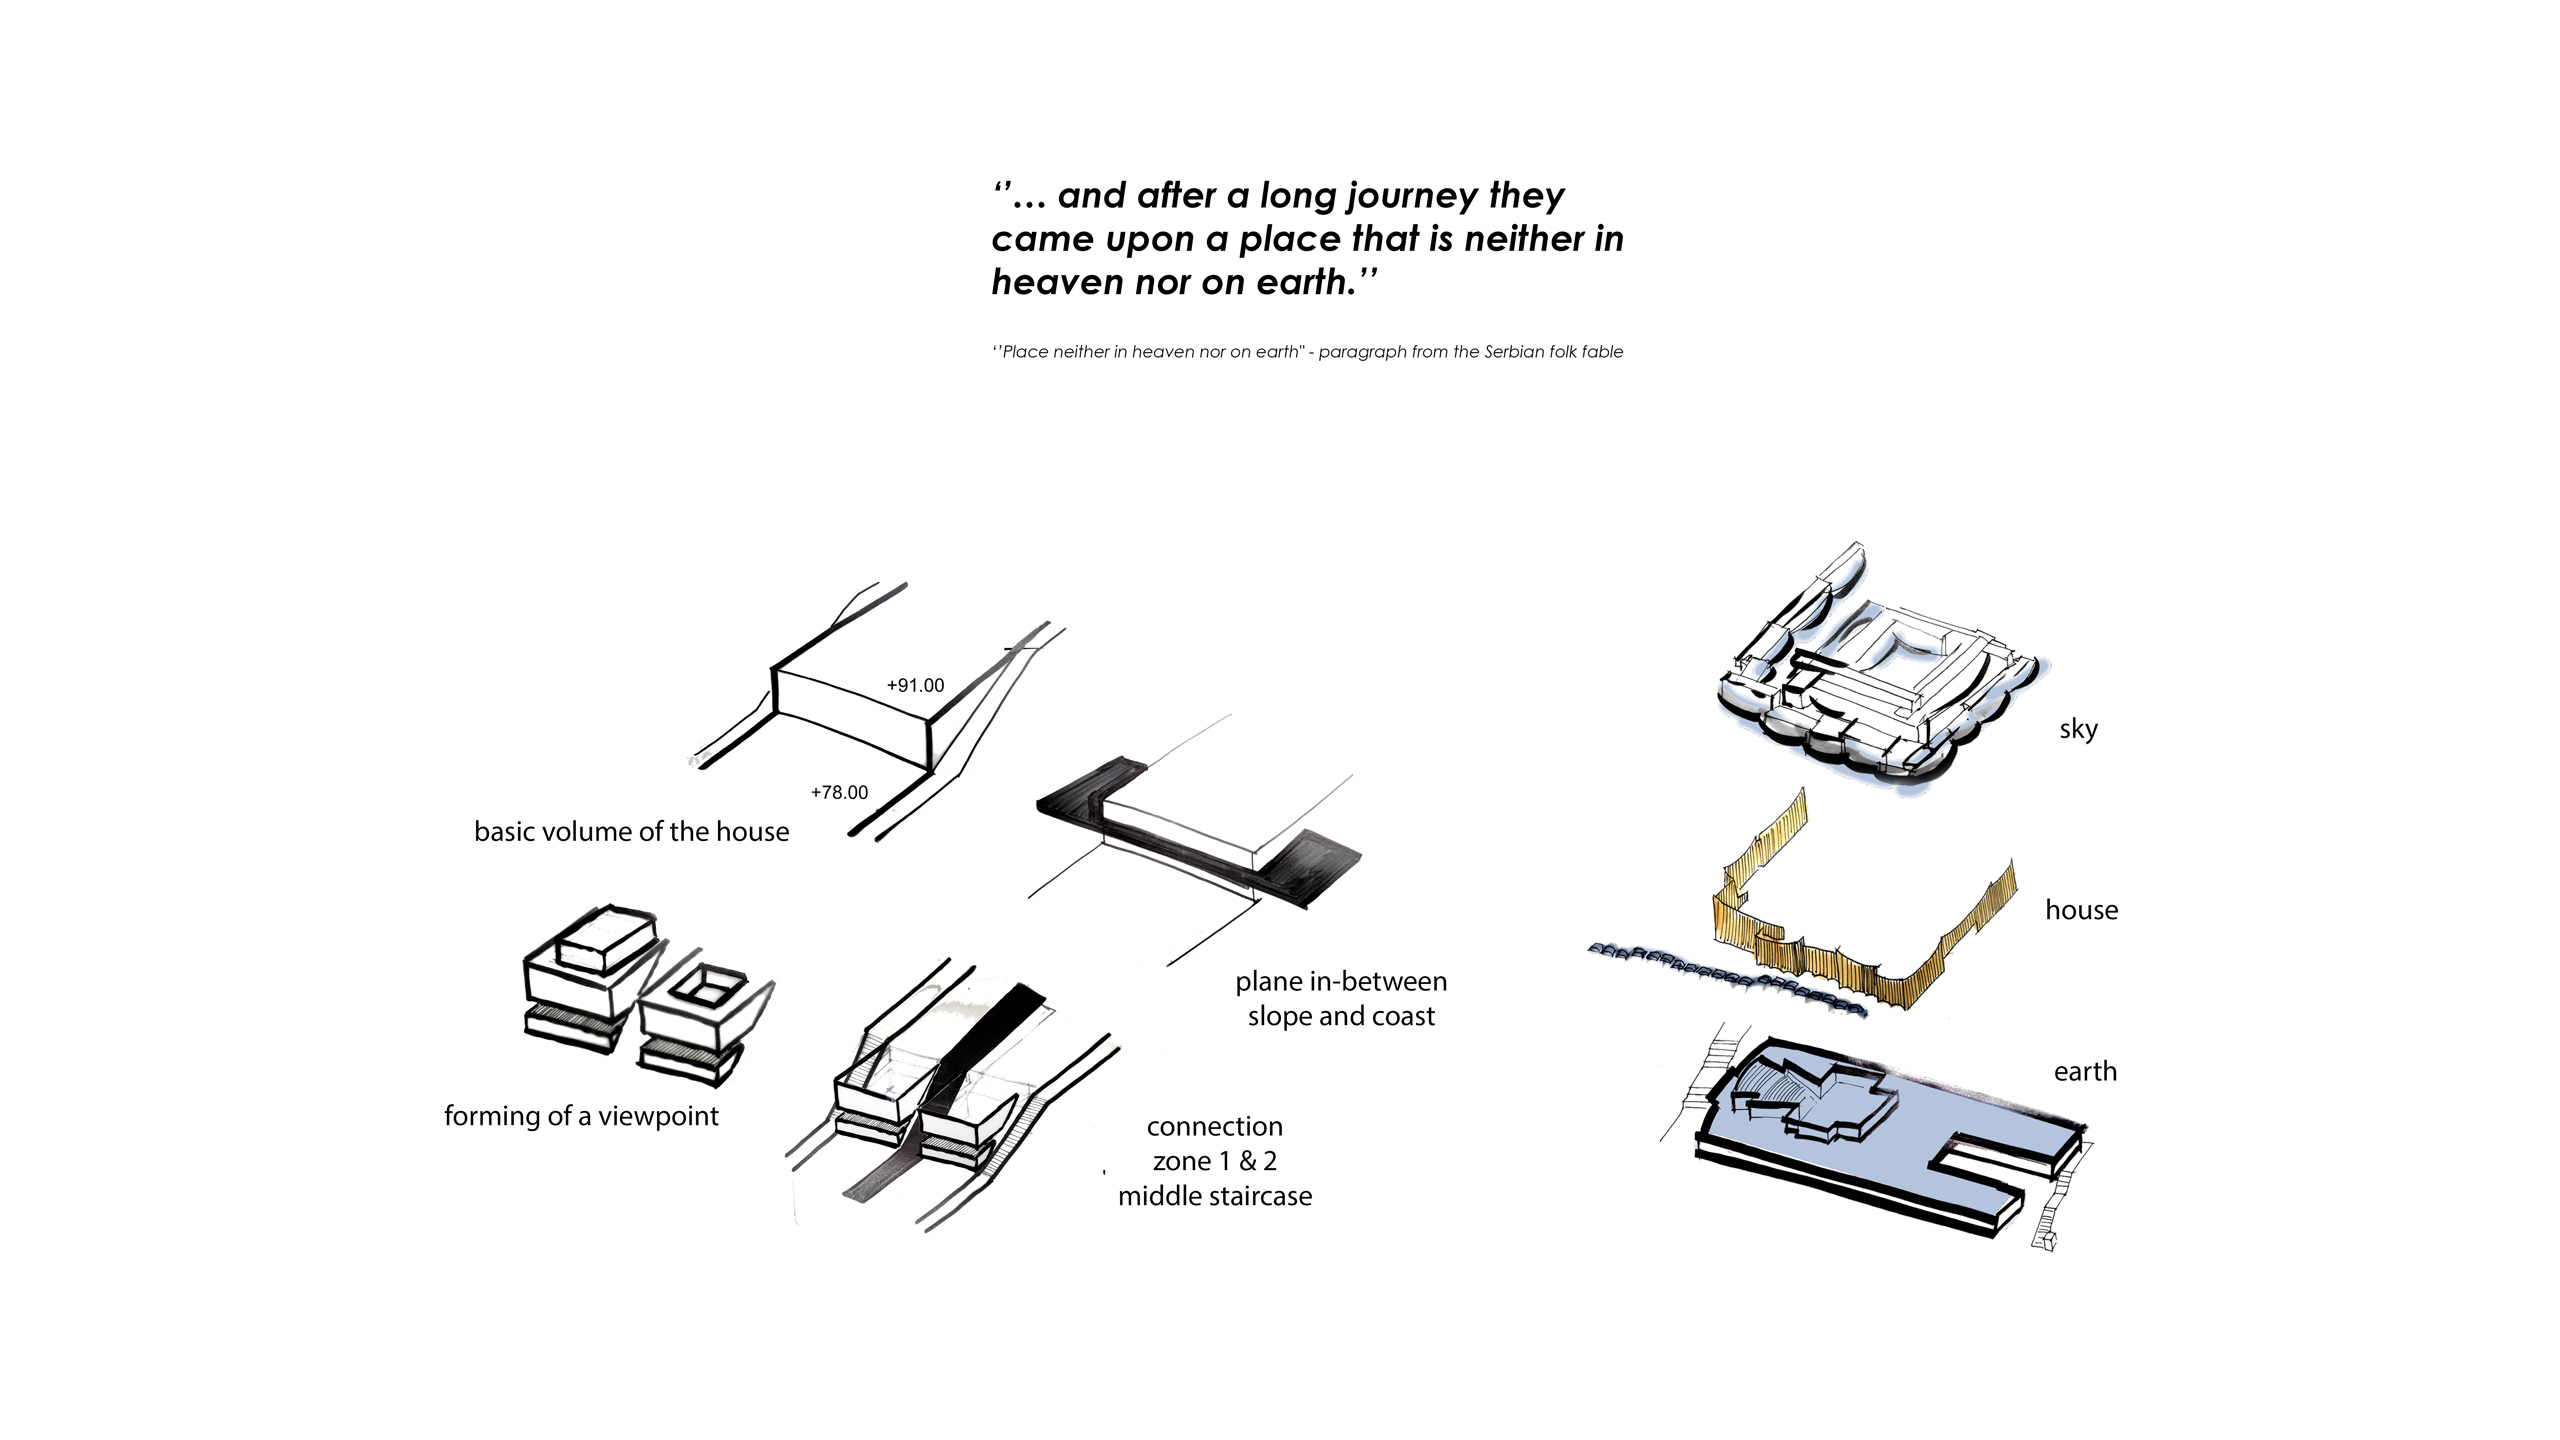 ‘’... and after a long journey they
came upon a place that is neither in
heaven nor on earth.’’
‘’Place neither in heaven nor on earth" - paragraph from the Serbian folk fable
+91.00
+78.00
basic volume of the house
plane in-between
slope and coast
forming of a viewpoint
connection
zone 1 & 2
middle staircase
sky
house
earth